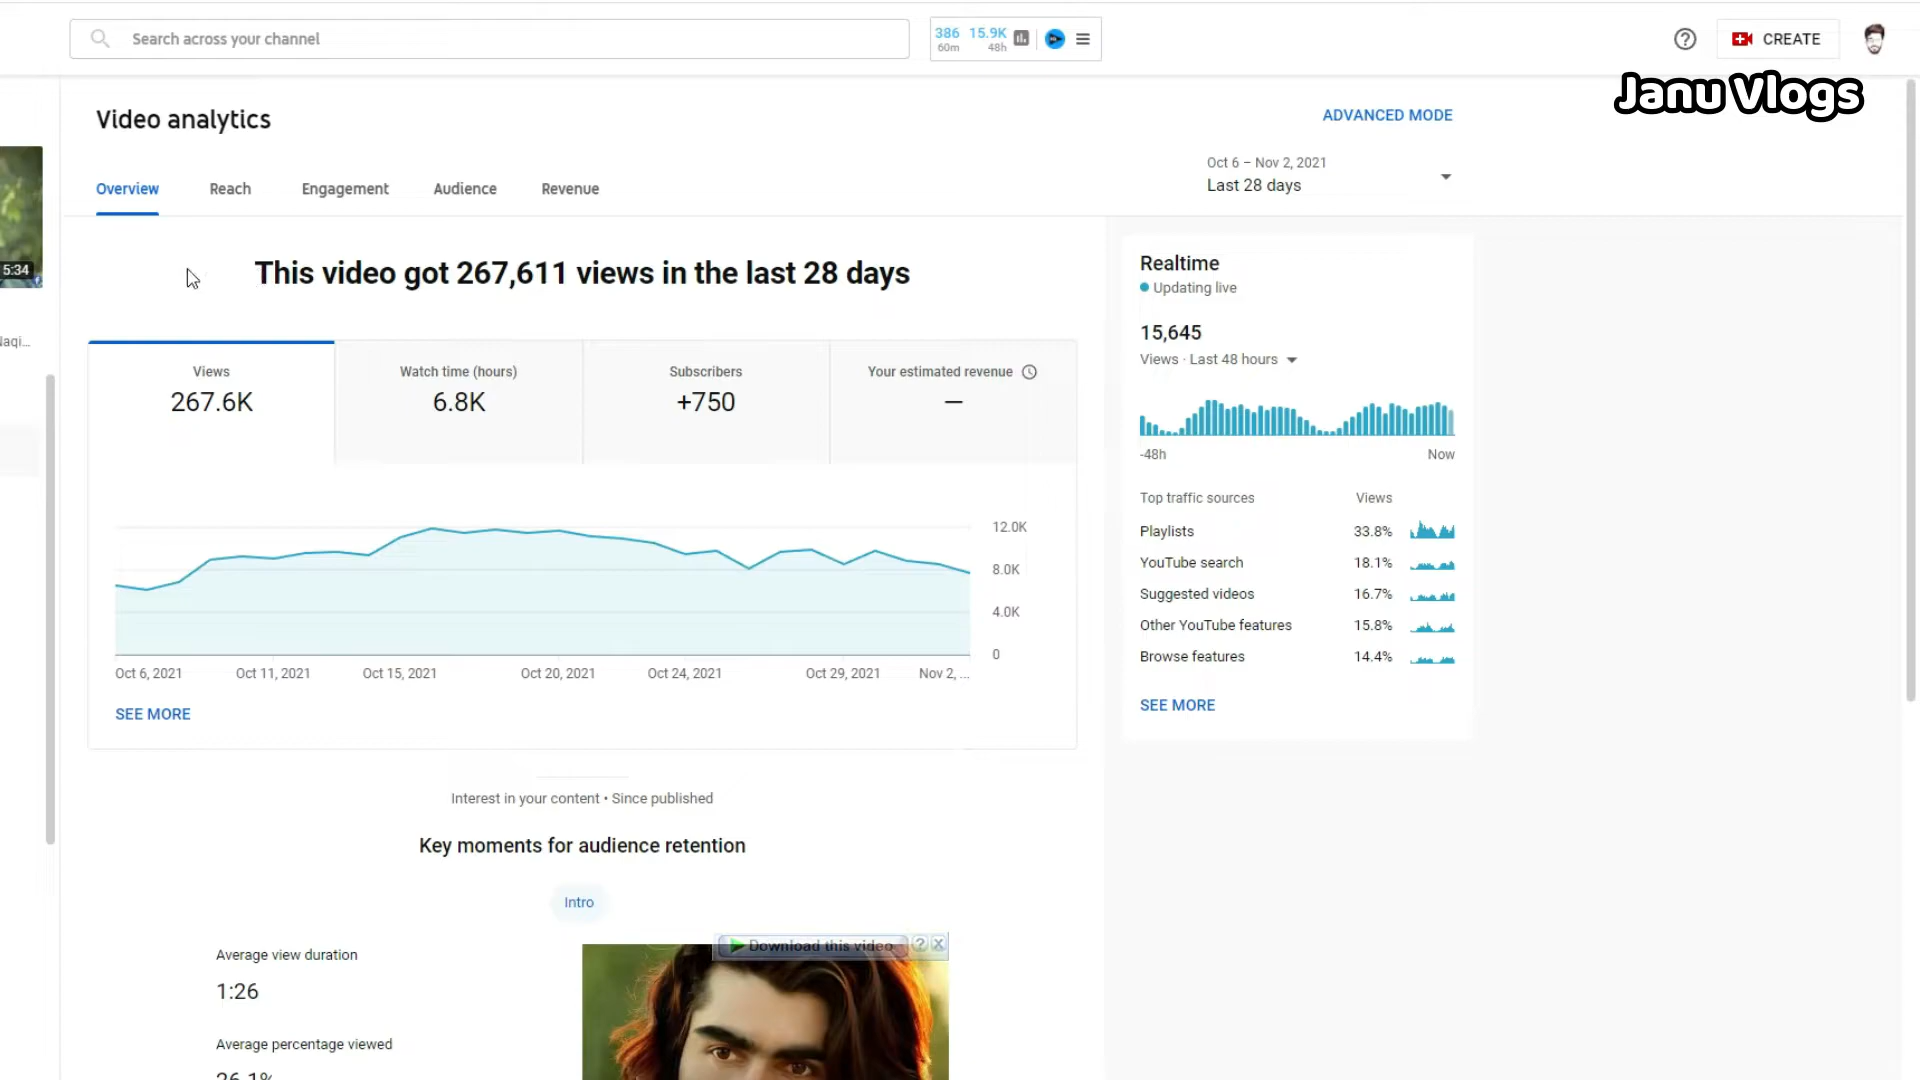 Search across your channel
386 15.9K
60m 48h
CREATE
Janu Vlogs
Video analytics
ADVANCED MODE
Oct 6 – Nov 2, 2021
Last 28 days
Overview Reach Engagement Audience Revenue
5:34
This video got 267,611 views in the last 28 days
Views
267.6K
Watch time (hours)
6.8K
Subscribers
+750
Your estimated revenue
—
12.0K
8.0K
4.0K
0
Oct 6, 2021 Oct 11, 2021 Oct 15, 2021 Oct 20, 2021 Oct 24, 2021 Oct 29, 2021 Nov 2, ...
SEE MORE
Realtime
Updating live
15,645
Views · Last 48 hours
-48h Now
Top traffic sources Views
Playlists 33.8%
YouTube search 18.1%
Suggested videos 16.7%
Other YouTube features 15.8%
Browse features 14.4%
SEE MORE
Interest in your content • Since published
Key moments for audience retention
Intro
Download this video
Average view duration
1:26
Average percentage viewed
26.1%